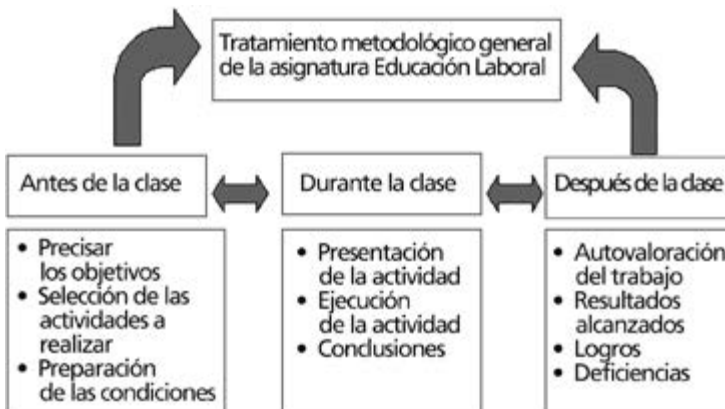 Tratamiento metodológico general
de la asignatura Educación Laboral
Antes de la clase
Durante la clase
Después de la clase
• Precisar
los objetivos
• Selección de las
actividades a
realizar
• Preparación
de las condiciones
• Presentación
de la actividad
• Ejecución
de la actividad
• Conclusiones
• Autovaloración
del trabajo
• Resultados
alcanzados
• Logros
• Deficiencias